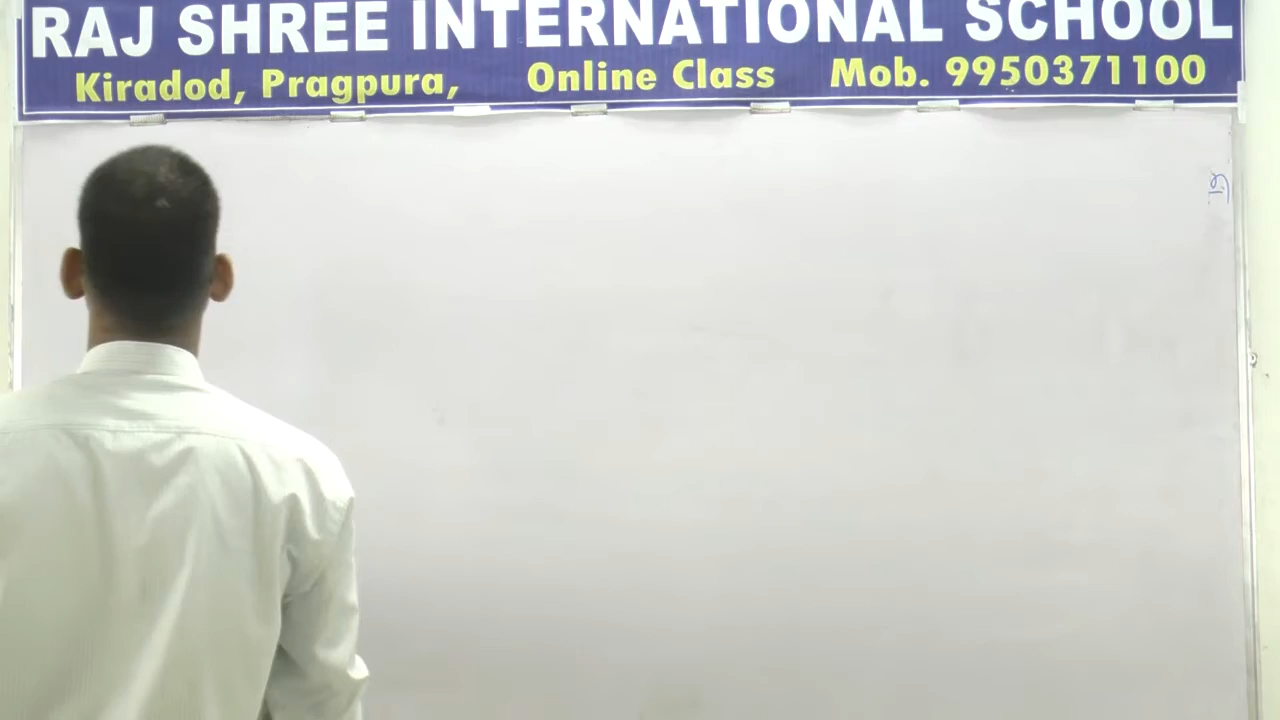 RAJ SHREE INTERNATIONAL SCHOOL
Kiradod, Pragpura, Online Class Mob. 9950371100